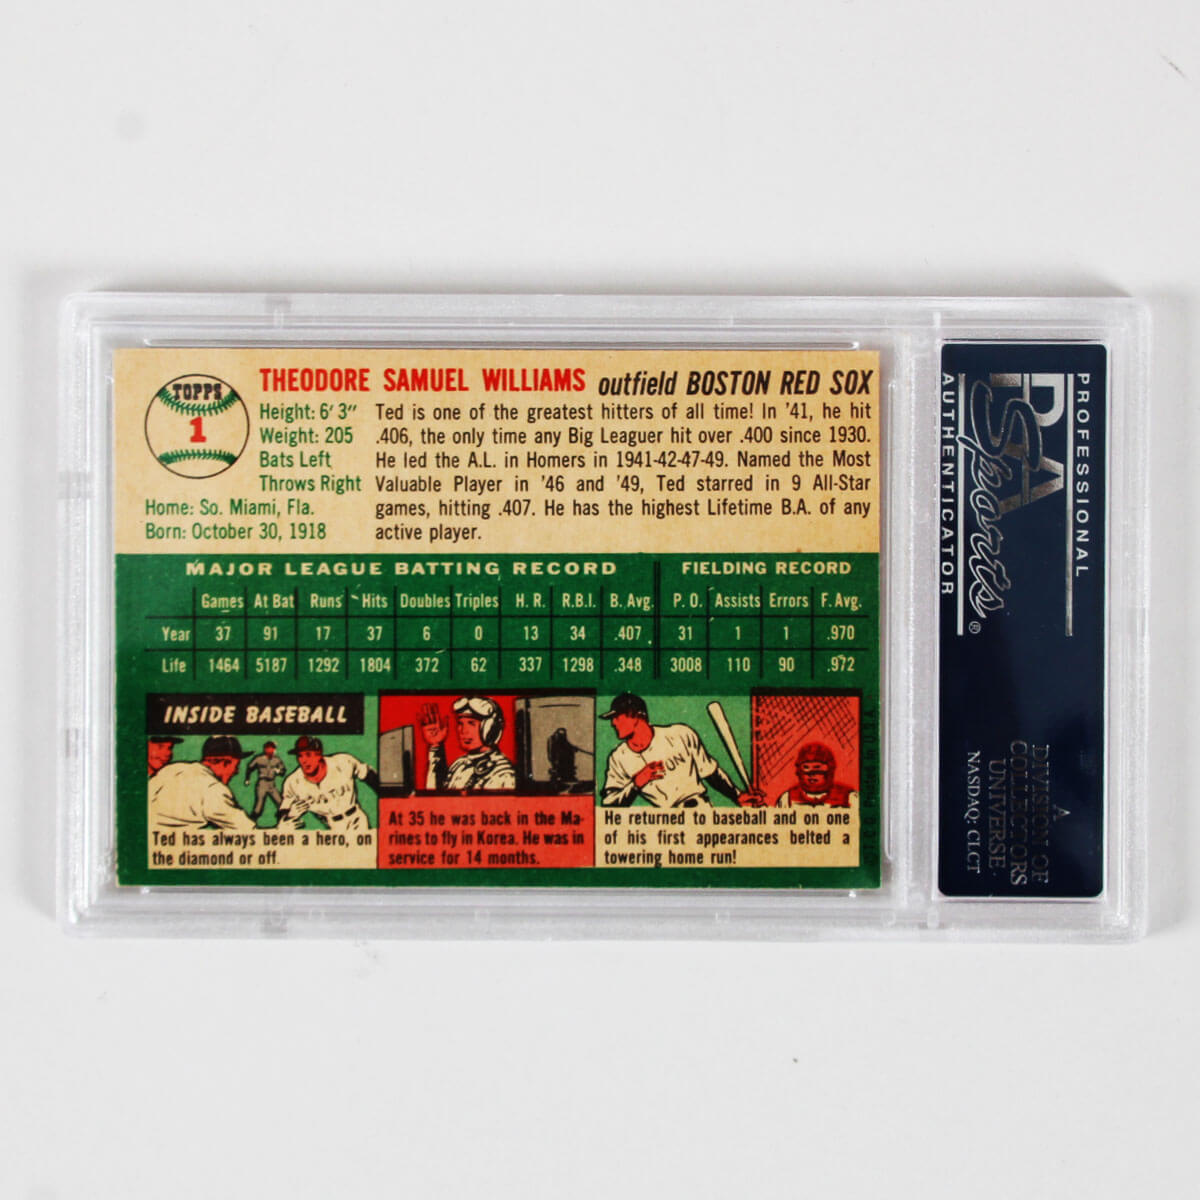 TOPPS
1
THEODORE SAMUEL WILLIAMS outfield BOSTON RED SOX
Height: 6' 3"
Weight: 205
Bats Left
Throws Right
Home: So. Miami, Fla.
Born: October 30, 1918
Ted is one of the greatest hitters of all time! In '41, he hit
.406, the only time any Big Leaguer hit over .400 since 1930.
He led the A.L. in Homers in 1941-42-47-49. Named the Most
Valuable Player in '46 and '49, Ted starred in 9 All-Star
games, hitting .407. He has the highest Lifetime B.A. of any
active player.
MAJOR LEAGUE BATTING RECORD FIELDING RECORD
Games At Bat Runs Hits Doubles Triples H. R. R.B.I. B. Avg. P. O. Assists Errors F. Avg.
Year 37 91 17 37 6 0 13 34 .407 31 1 1 .970
Life 1464 5187 1292 1804 372 62 337 1298 .348 3008 110 90 .972
INSIDE BASEBALL
Ted has always been a hero, on
the diamond or off.
At 35 he was back in the Ma-
rines to fly in Korea. He was in
service for 14 months.
He returned to baseball and on one
of his first appearances belted a
towering home run!
PROFESSIONAL
PSA
Sports®
AUTHENTICATOR
A
DIVISION OF
COLLECTORS
UNIVERSE
NASDAQ: CLCT